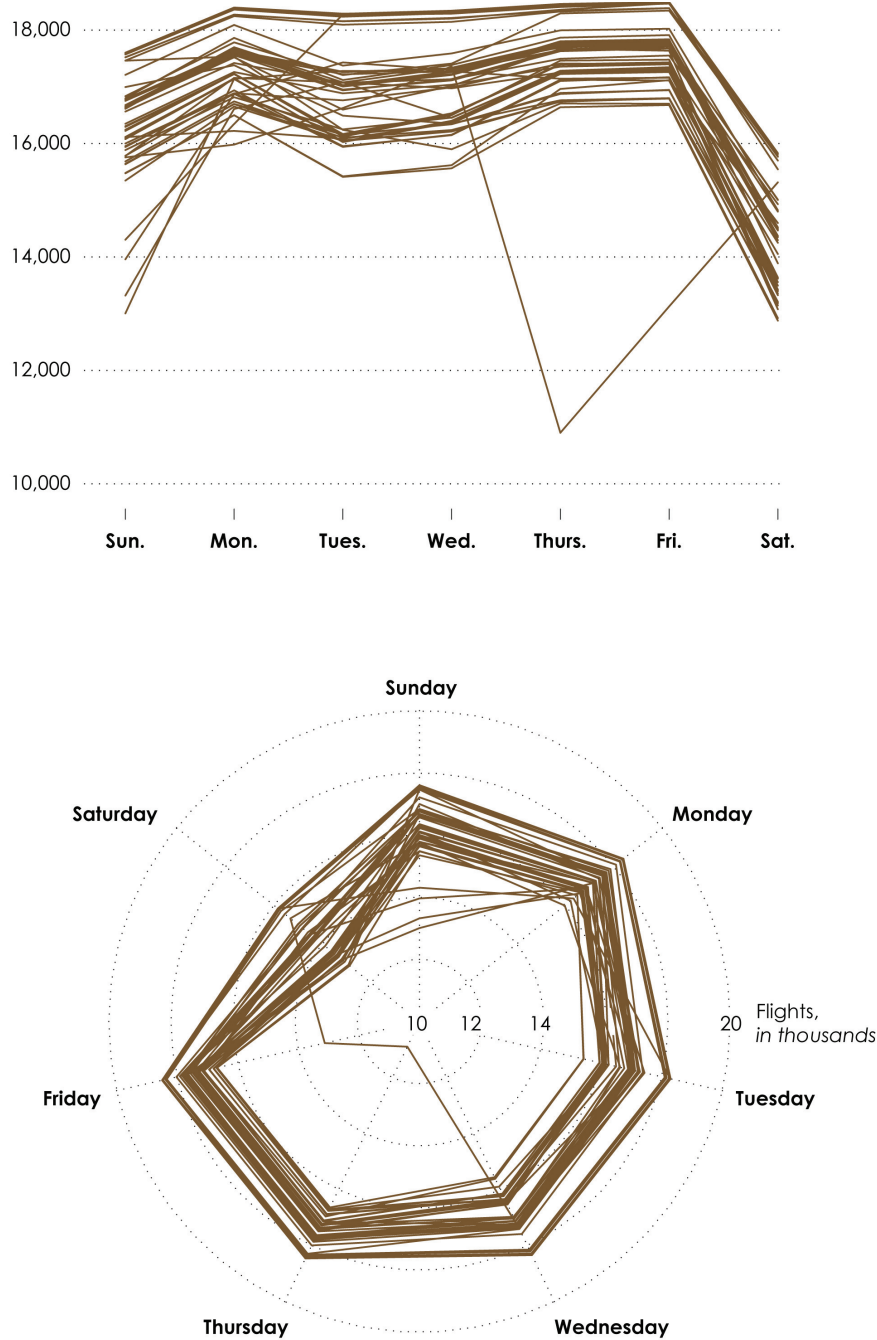 18,000
16,000
14,000
12,000
10,000
Sun. Mon. Tues. Wed. Thurs. Fri. Sat.
Sunday
Saturday Monday
10 12 14 20 Flights,
in thousands
Friday Tuesday
Thursday Wednesday